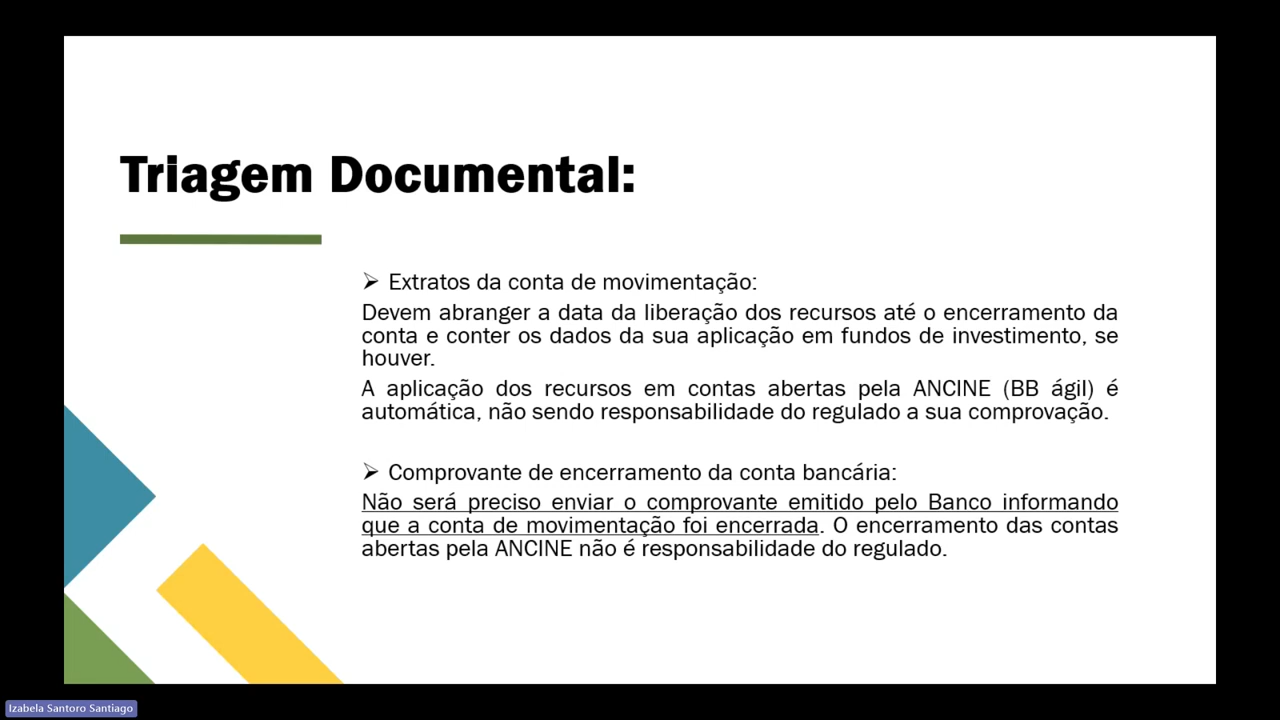 Triagem Documental:
➢ Extratos da conta de movimentação:
Devem abranger a data da liberação dos recursos até o encerramento da
conta e conter os dados da sua aplicação em fundos de investimento, se
houver.
A aplicação dos recursos em contas abertas pela ANCINE (BB ágil) é
automática, não sendo responsabilidade do regulado a sua comprovação.
➢ Comprovante de encerramento da conta bancária:
Não será preciso enviar o comprovante emitido pelo Banco informando
que a conta de movimentação foi encerrada. O encerramento das contas
abertas pela ANCINE não é responsabilidade do regulado.
Izabela Santoro Santiago